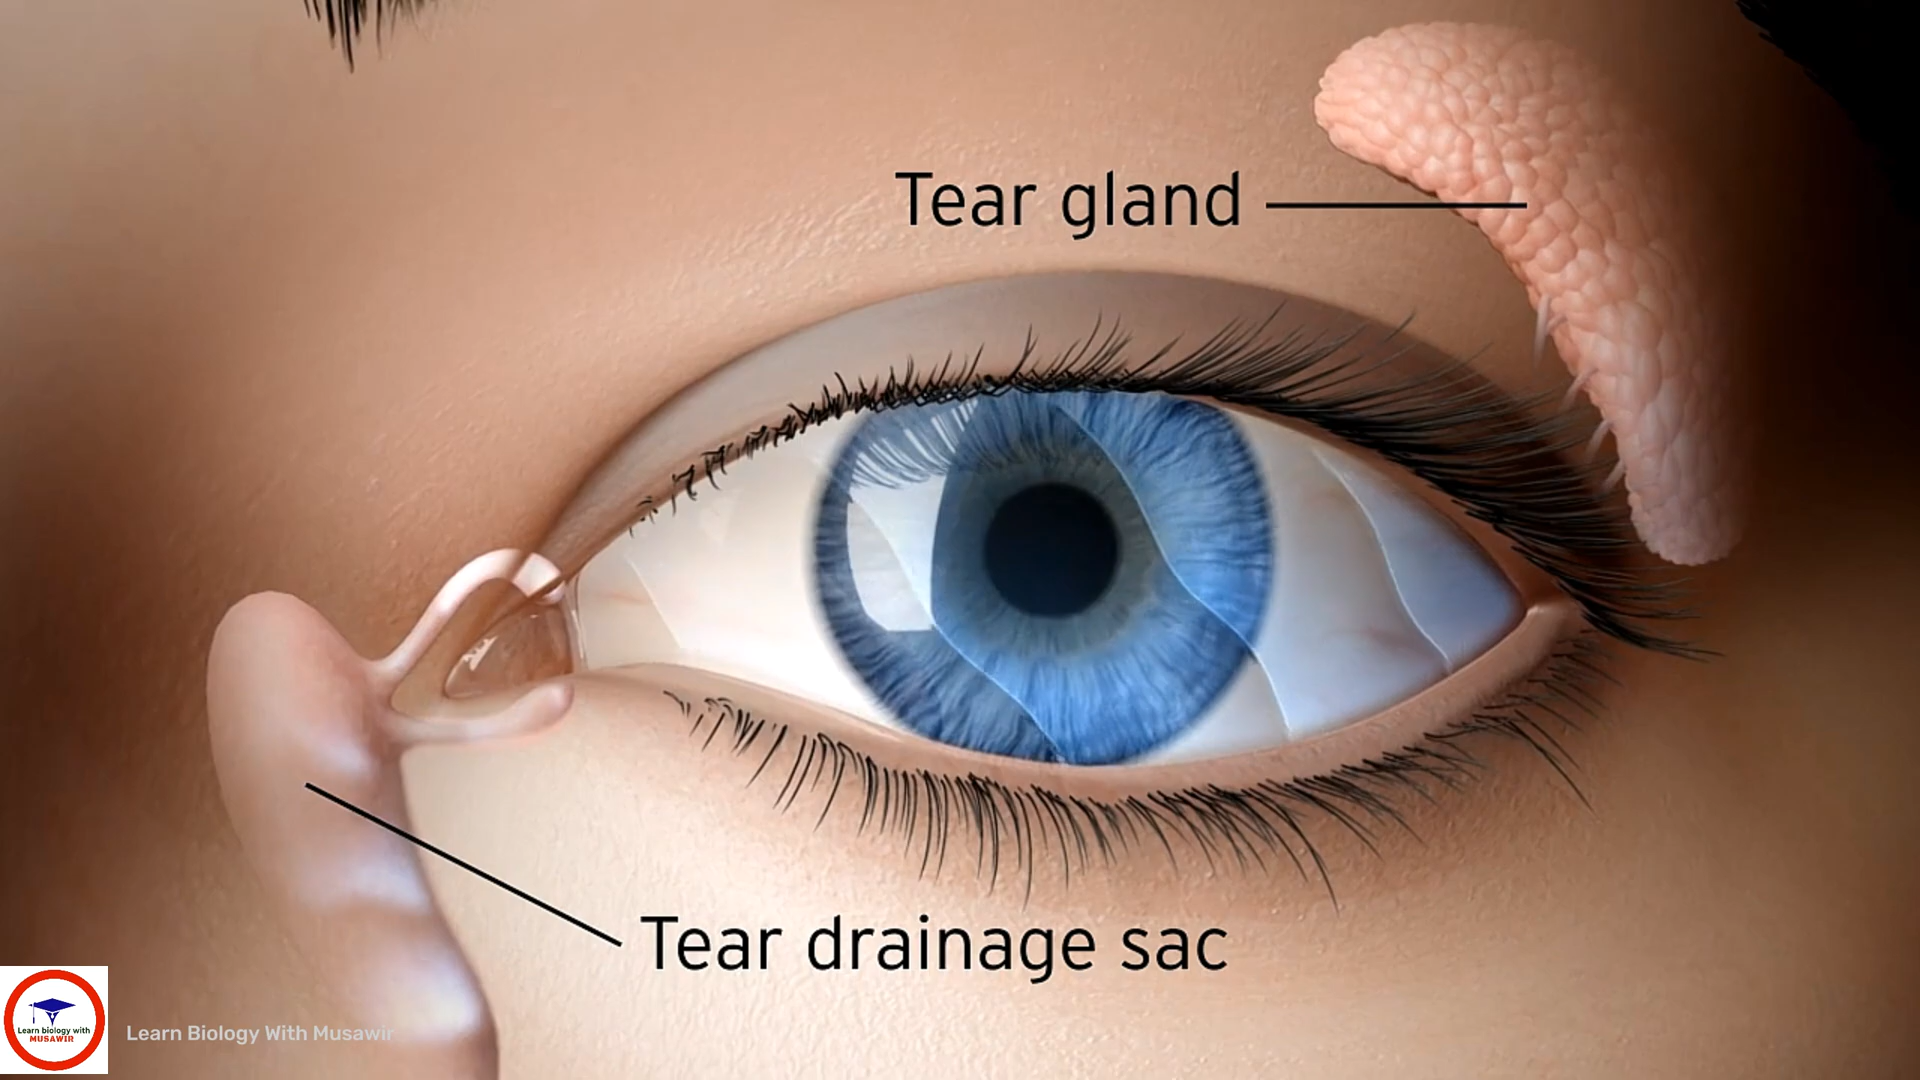 Tear gland
Tear drainage sac
Learn biology with
MUSAWIR
Learn Biology With Musawir